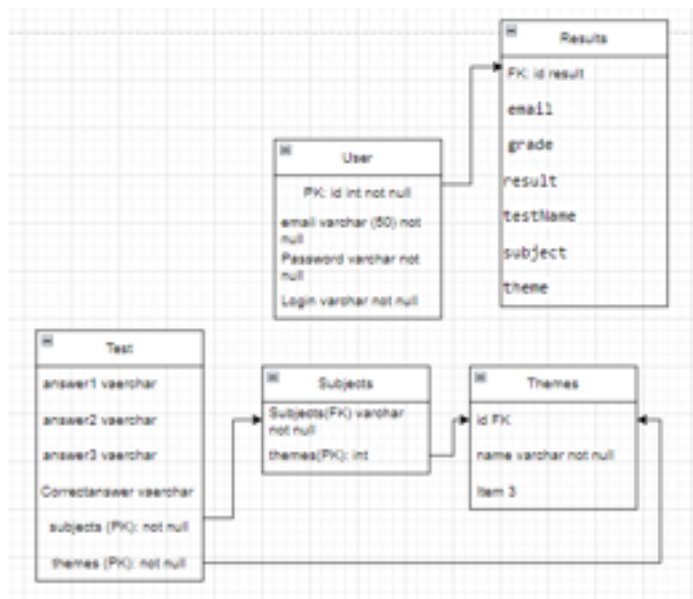 Results
FK: id result
email
grade
result
testName
subject
theme
User
PK: id int not null
email varchar (50) not
null
Password varchar not
null
Login varchar not null
Test
answer1 vaerchar
answer2 vaerchar
answer3 vaerchar
Correctanswer vaerchar
subjects (PK): not null
themes (PK): not null
Subjects
Subjects(FK) varchar
not null
themes(PK): int
Themes
id FK
name varchar not null
Item 3